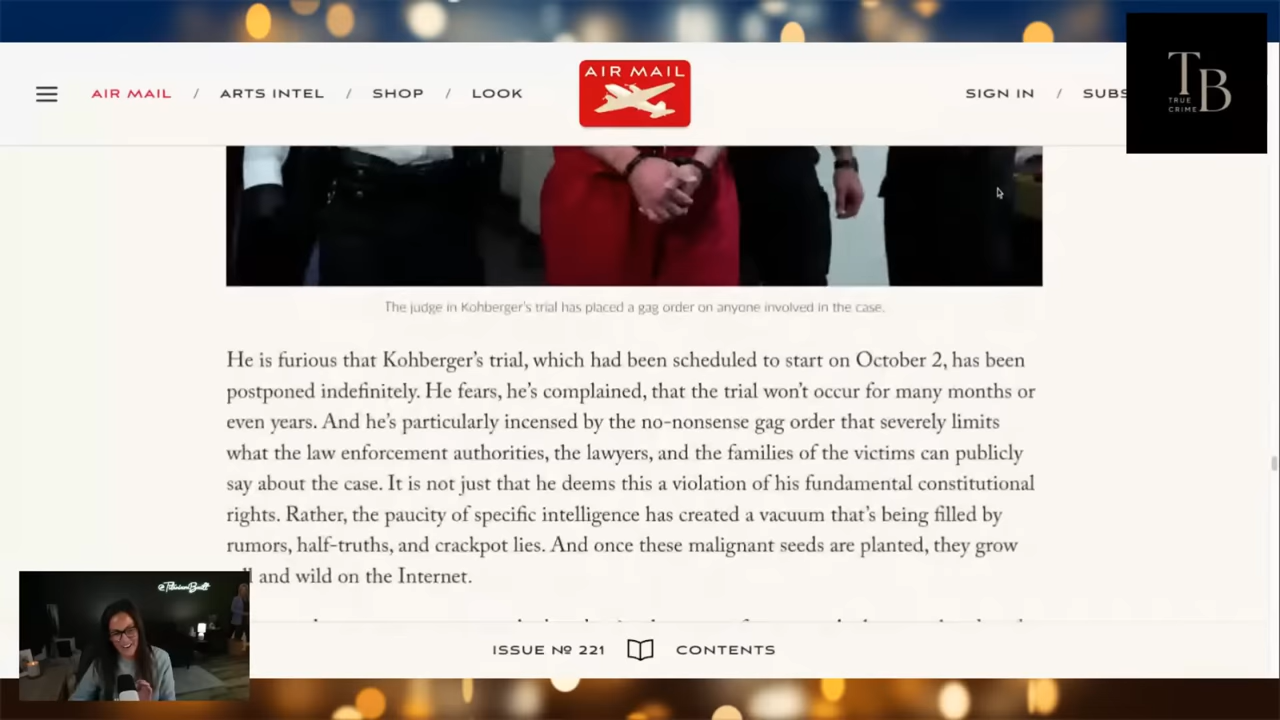 AIR MAIL / ARTS INTEL / SHOP / LOOK
AIR MAIL
SIGN IN / SUBS
TB
TRUE
CRIME
The judge in Kohberger's trial has placed a gag order on anyone involved in the case.
He is furious that Kohberger's trial, which had been scheduled to start on October 2, has been
postponed indefinitely. He fears, he's complained, that the trial won't occur for many months or
even years. And he's particularly incensed by the no-nonsense gag order that severely limits
what the law enforcement authorities, the lawyers, and the families of the victims can publicly
say about the case. It is not just that he deems this a violation of his fundamental constitutional
rights. Rather, the paucity of specific intelligence has created a vacuum that's being filled by
rumors, half-truths, and crackpot lies. And once these malignant seeds are planted, they grow
and wild on the Internet.
ISSUE Nº 221 CONTENTS